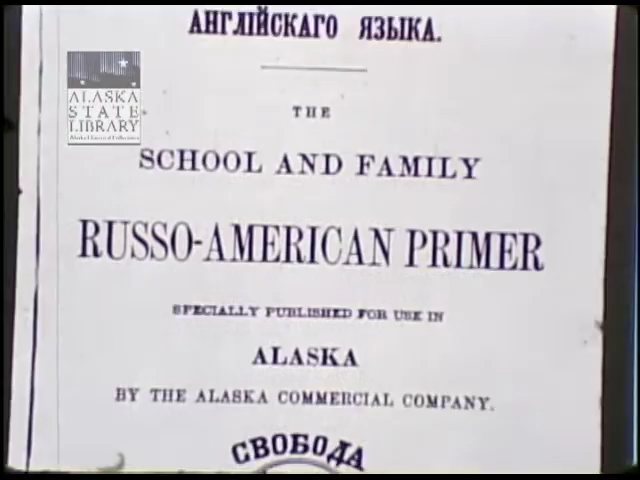 АНГЛІЙСКАГО ЯЗЫКА.
ALASKA
STATE
LIBRARY
THE
SCHOOL AND FAMILY
RUSSO-AMERICAN PRIMER
SPECIALLY PUBLISHED FOR USE IN
ALASKA
BY THE ALASKA COMMERCIAL COMPANY.
СВОБОДА